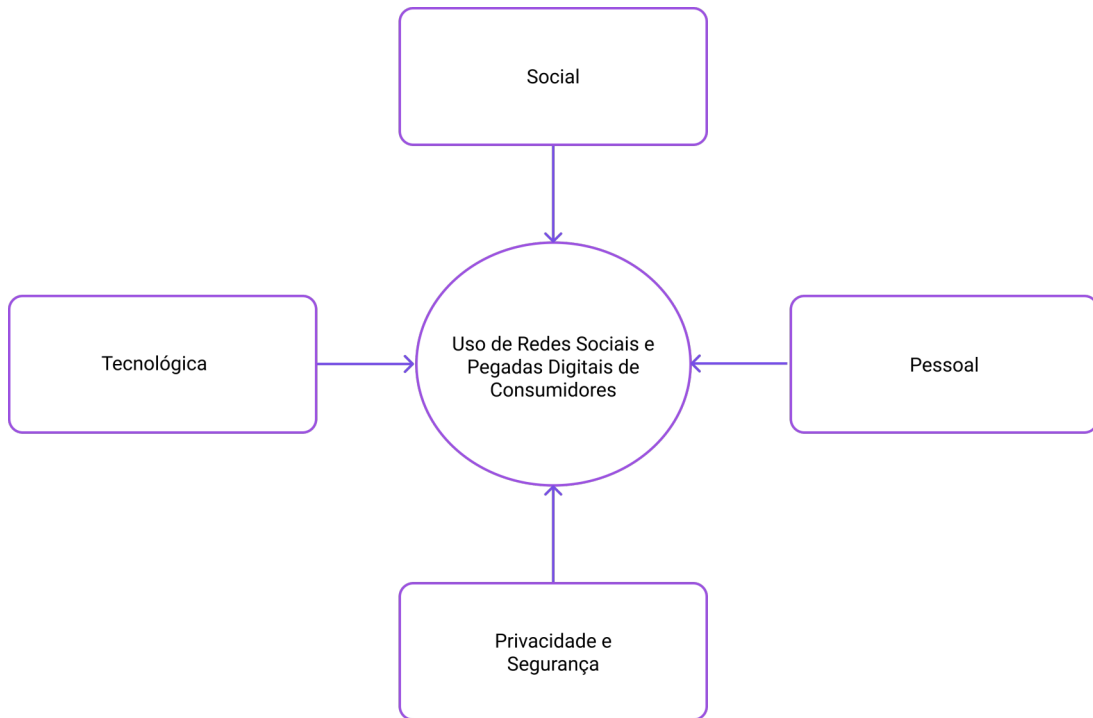 Social
Tecnológica
Uso de Redes Sociais e
Pegadas Digitais de
Consumidores
Pessoal
Privacidade e
Segurança